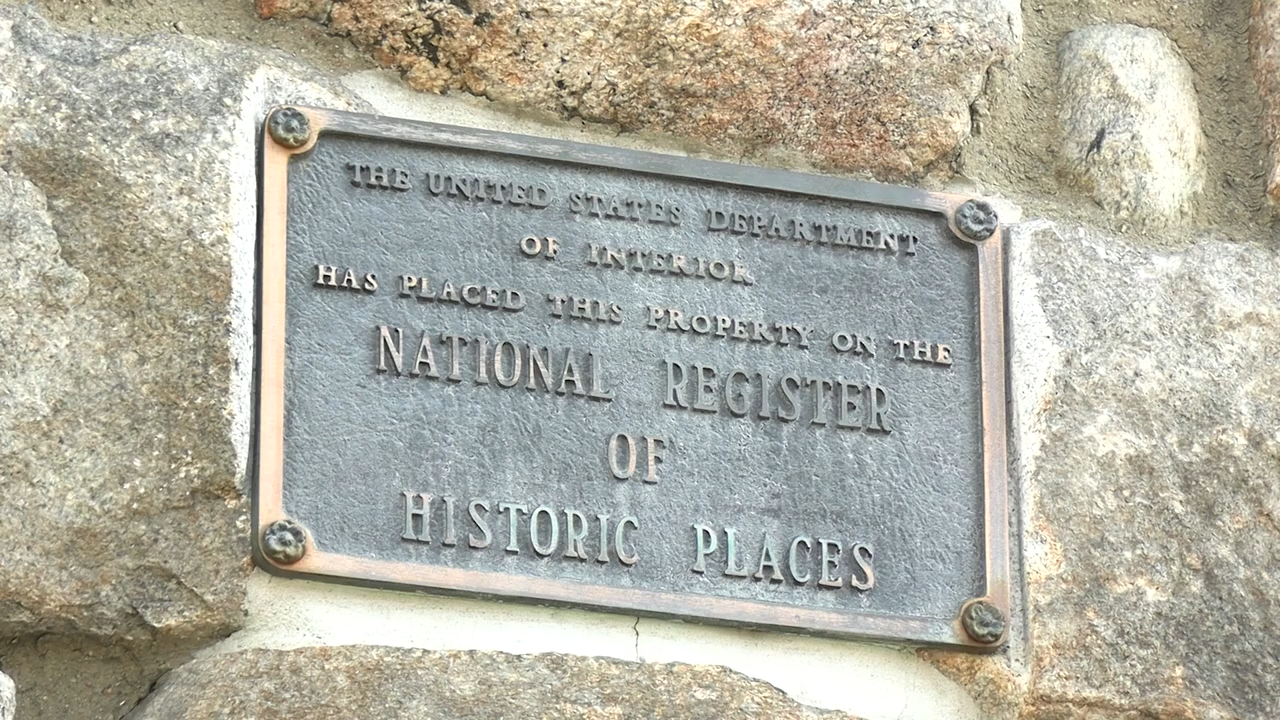 THE UNITED STATES DEPARTMENT
OF INTERIOR
HAS PLACED THIS PROPERTY ON THE
NATIONAL REGISTER
OF
HISTORIC PLACES